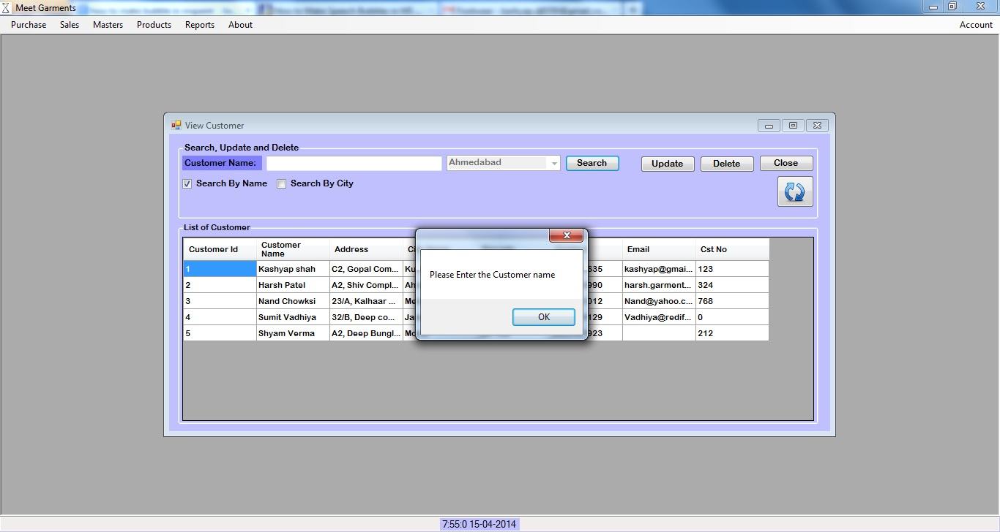 Meet Garments
Purchase Sales Masters Products Reports About Account
View Customer
Search, Update and Delete
Customer Name: Ahmedabad Search Update Delete Close
Search By Name Search By City
List of Customer
Customer Id Customer Name Address Email Cst No
Please Enter the Customer name
OK
1 Kashyap shah C2, Gopal Com... Ku 635 kashyap@gmai... 123
2 Harsh Patel A2, Shiv Compl... Ah 990 harsh.garment... 324
3 Nand Chowksi 23/A, Kalhaar ... Me 012 Nand@yahoo.c... 768
4 Sumit Vadhiya 32/B, Deep co... Ja 129 Vadhiya@redif... 0
5 Shyam Verma A2, Deep Bungl... Mo 923 212
7:55:0 15-04-2014